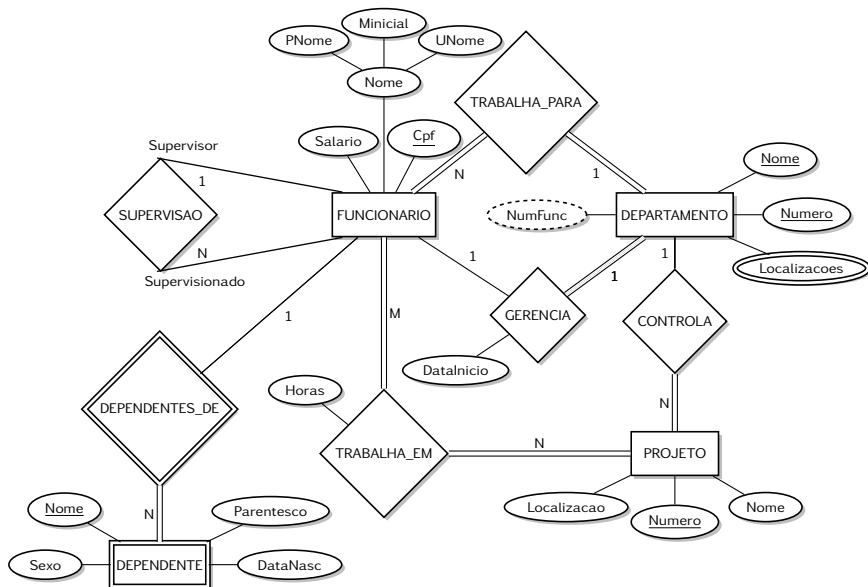 Minicial
PNome
UNome
Nome
TRABALHA_PARA
Supervisor
Salario
Cpf
1
N
1
Nome
SUPERVISAO
FUNCIONARIO
NumFunc
DEPARTAMENTO
Numero
N
Supervisionado
1
1
1
Localizacoes
1
M
GERENCIA
CONTROLA
DataInicio
Horas
DEPENDENTES_DE
N
TRABALHA_EM
N
PROJETO
Nome
Parentesco
N
Localizacao
Numero
Nome
Sexo
DEPENDENTE
DataNasc